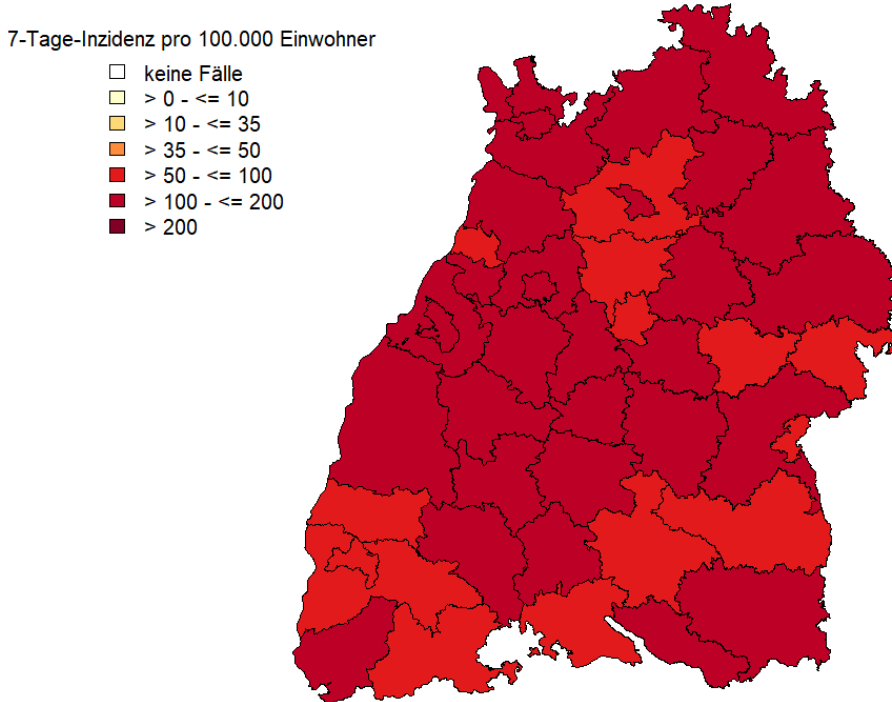 7-Tage-Inzidenz pro 100.000 Einwohner
keine Fälle
> 0 - <= 10
> 10 - <= 35
> 35 - <= 50
> 50 - <= 100
> 100 - <= 200
> 200